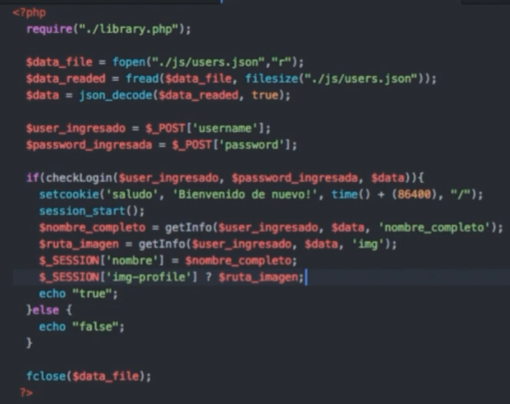 <?php
require("./library.php");
$data_file = fopen("./js/users.json","r");
$data_readed = fread($data_file, filesize("./js/users.json"));
$data = json_decode($data_readed, true);
$user_ingresado = $_POST['username'];
$password_ingresada = $_POST['password'];
if(checkLogin($user_ingresado, $password_ingresada, $data)){
setcookie('saludo', 'Bienvenido de nuevo!', time() + (86400), "/");
session_start();
$nombre_completo = getInfo($user_ingresado, $data, 'nombre_completo');
$ruta_imagen = getInfo($user_ingresado, $data, 'img');
$_SESSION['nombre'] = $nombre_completo;
$_SESSION['img-profile'] ? $ruta_imagen;
echo "true";
}else {
echo "false";
}
fclose($data_file);
?>